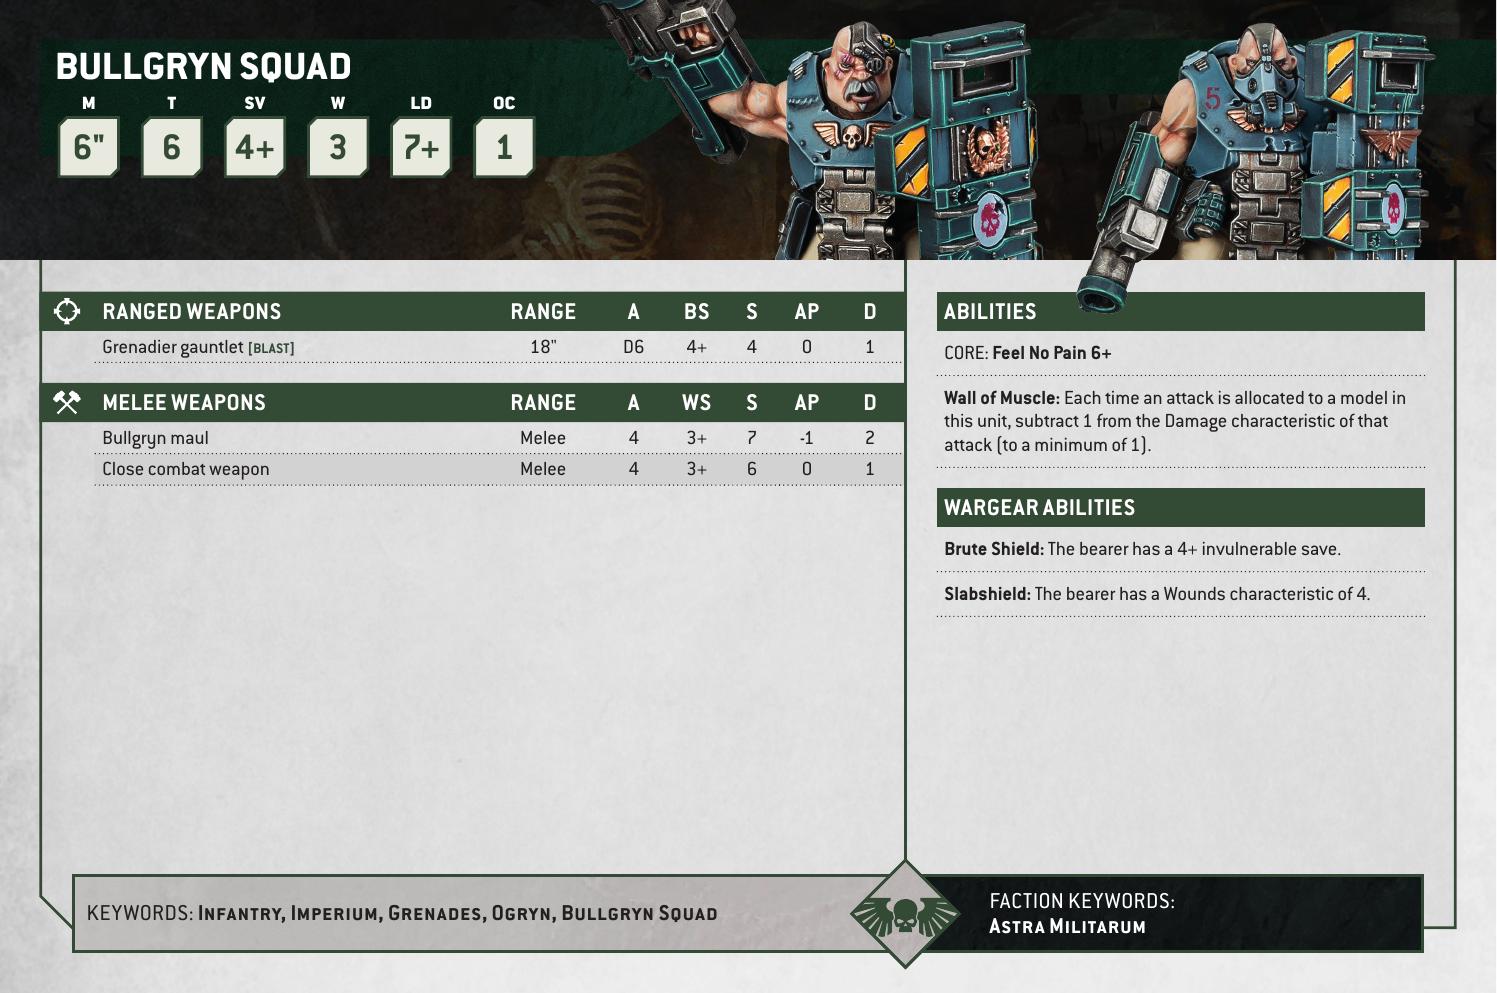 BULLGRYN SQUAD
M T SV W LD OC
6" 6 4+ 3 7+ 1
5
RANGED WEAPONS RANGE A BS S AP D
Grenadier gauntlet [BLAST] 18" D6 4+ 4 0 1
MELEE WEAPONS RANGE A WS S AP D
Bullgryn maul Melee 4 3+ 7 -1 2
Close combat weapon Melee 4 3+ 6 0 1
ABILITIES
CORE: Feel No Pain 6+
Wall of Muscle: Each time an attack is allocated to a model in
this unit, subtract 1 from the Damage characteristic of that
attack (to a minimum of 1).
WARGEAR ABILITIES
Brute Shield: The bearer has a 4+ invulnerable save.
Slabshield: The bearer has a Wounds characteristic of 4.
KEYWORDS: Infantry, Imperium, Grenades, Ogryn, Bullgryn Squad
FACTION KEYWORDS:
Astra Militarum